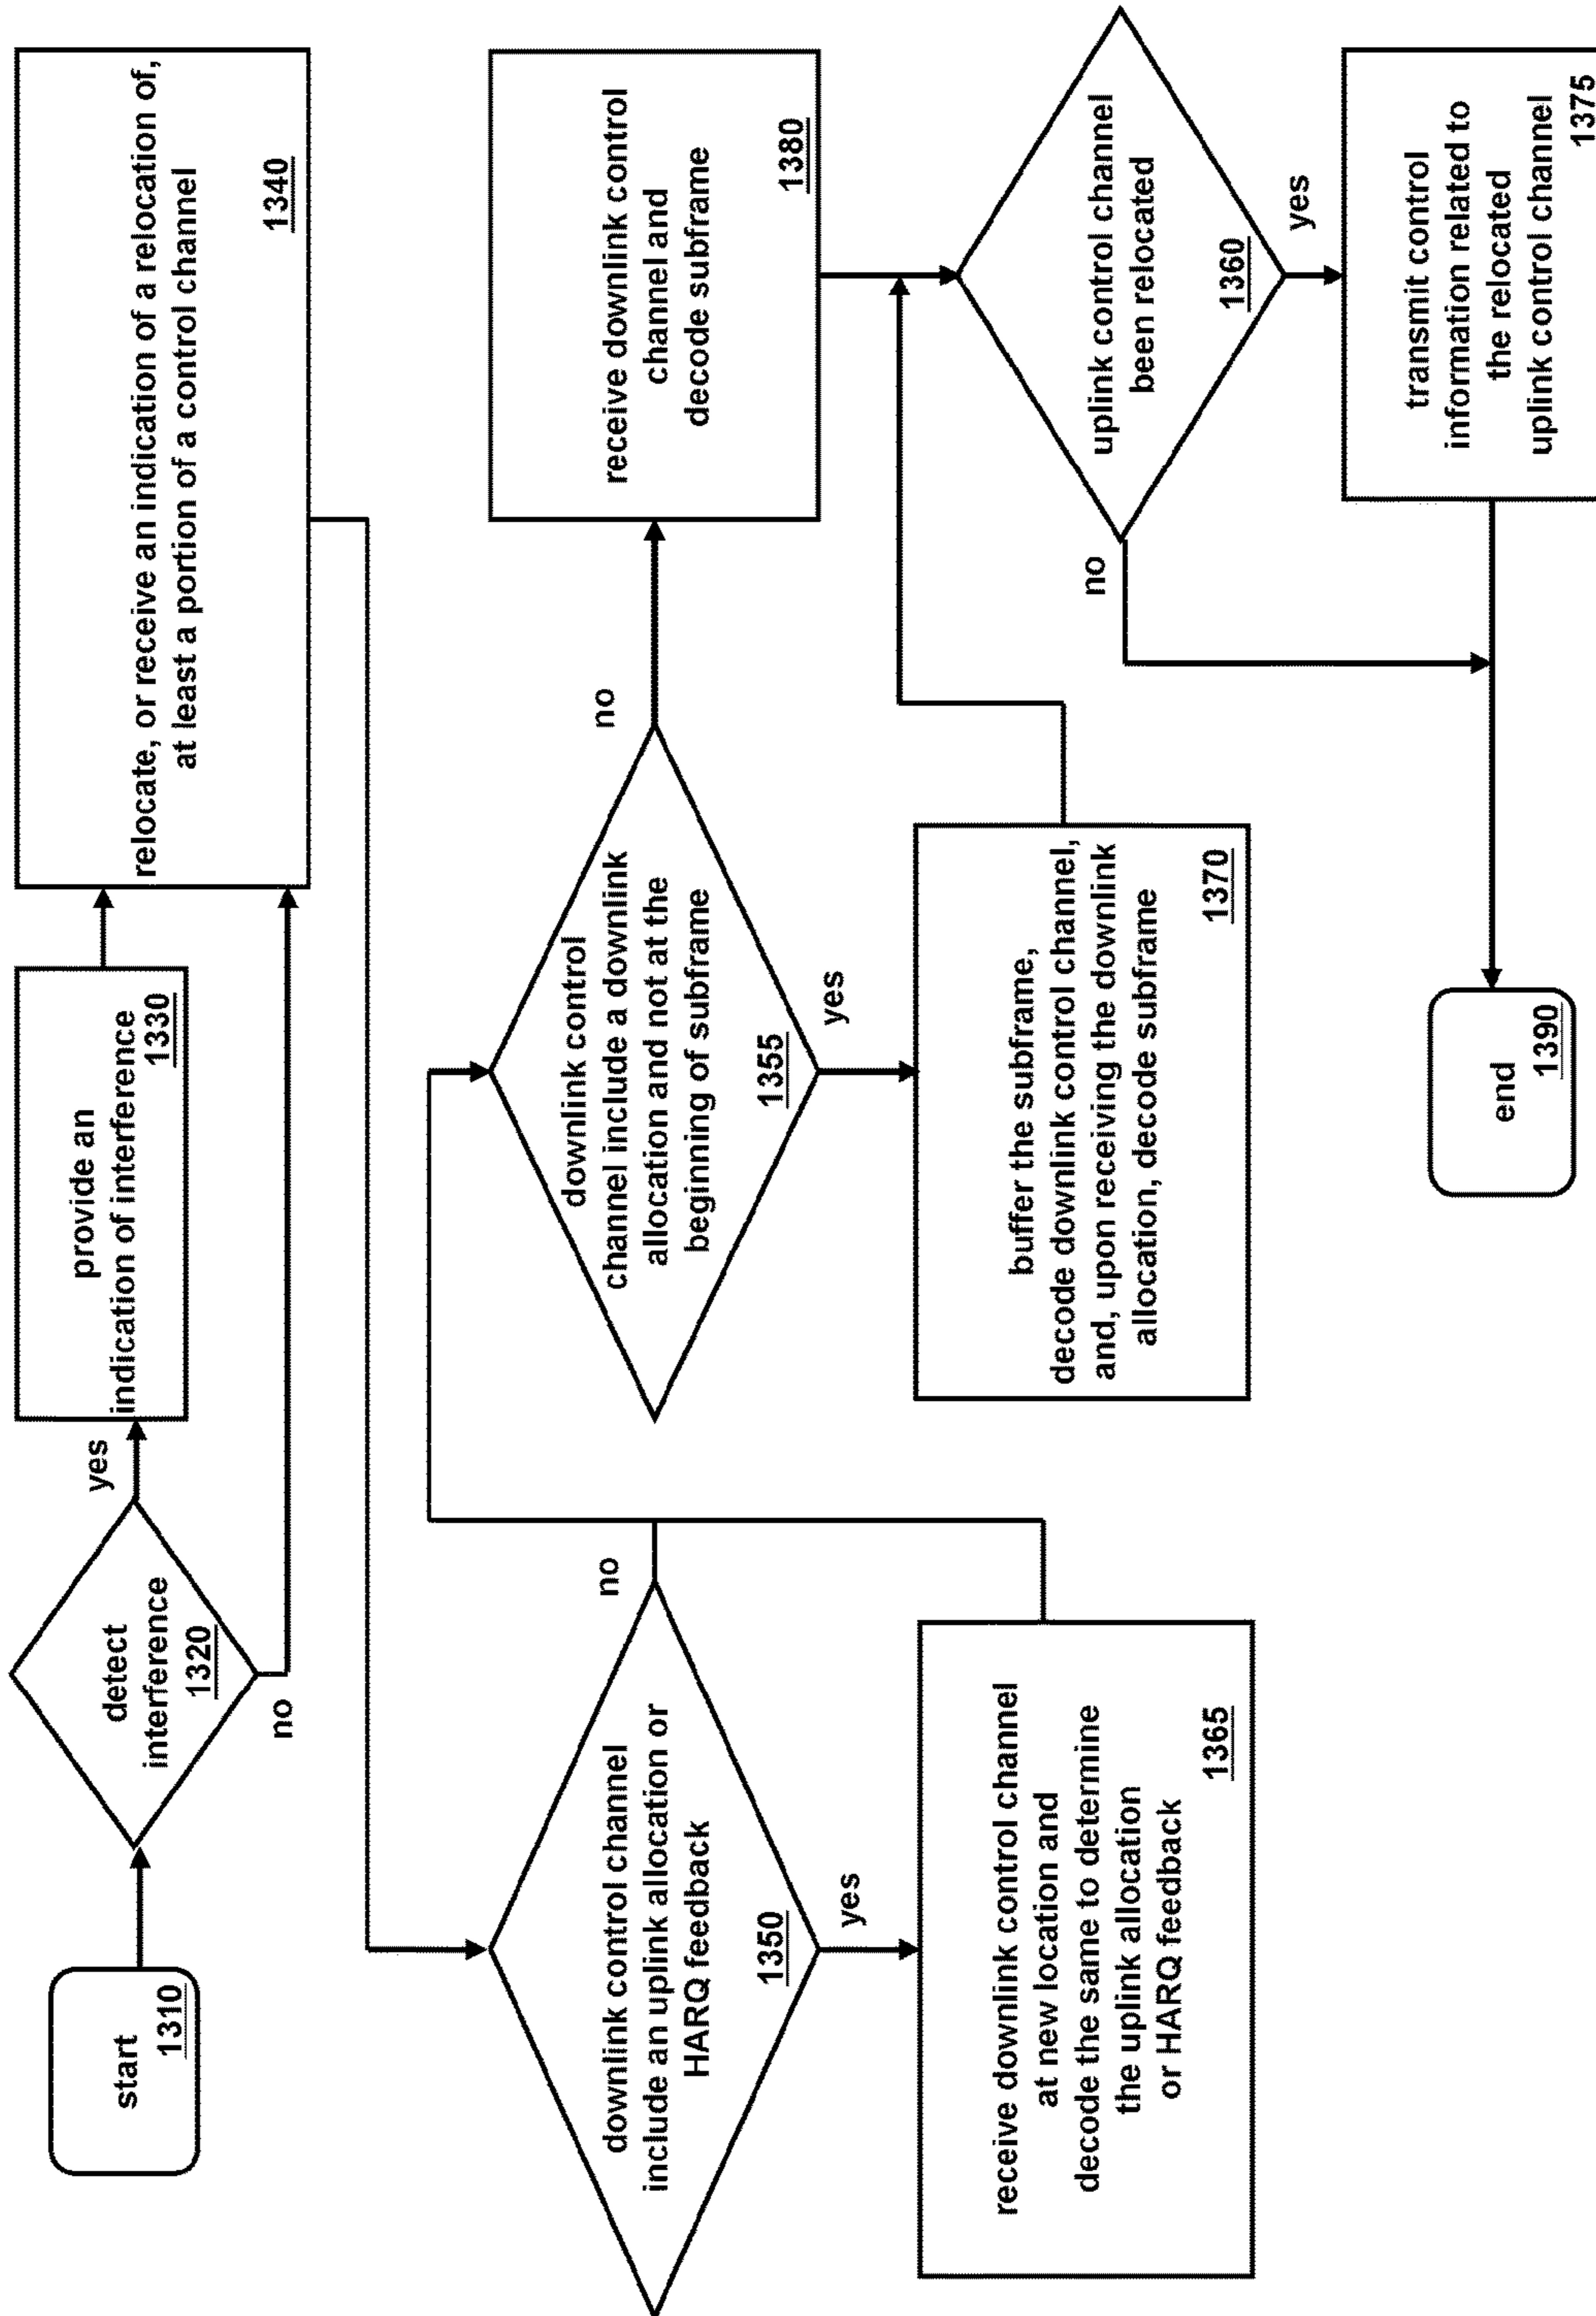 start
1310
detect
interference
1320
yes
no
provide an
indication of interference
1330
relocate, or receive an indication of a relocation of,
at least a portion of a control channel
1340
downlink control channel
include an uplink allocation or
HARQ feedback
1350
no
yes
receive downlink control channel
at new location and
decode the same to determine
the uplink allocation
or HARQ feedback
1365
downlink control
channel include a downlink
allocation and not at the
beginning of subframe
1355
no
yes
buffer the subframe,
decode downlink control channel,
and, upon receiving the downlink
allocation, decode subframe
1370
receive downlink control
channel and
decode subframe
1380
uplink control channel
been relocated
1360
no
yes
transmit control
information related to
the relocated
uplink control channel
1375
end
1390